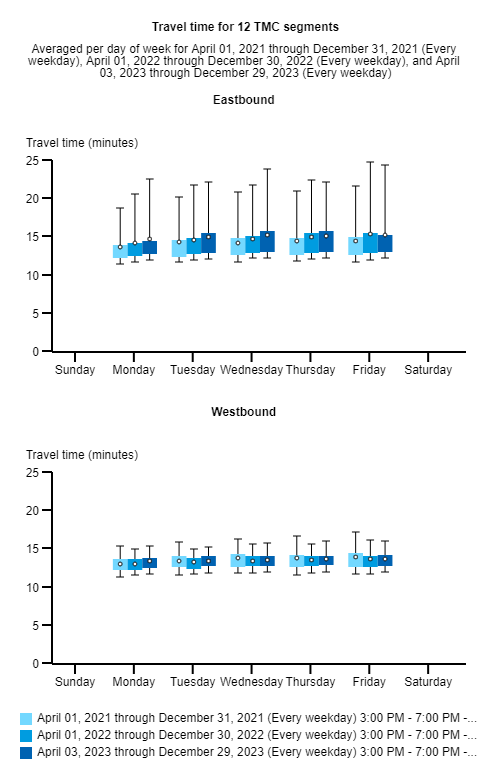 Travel time for 12 TMC segments
Averaged per day of week for April 01, 2021 through December 31, 2021 (Every
weekday), April 01, 2022 through December 30, 2022 (Every weekday), and April
03, 2023 through December 29, 2023 (Every weekday)
Eastbound
Travel time (minutes)
25
20
15
10
5
0
Sunday Monday Tuesday Wednesday Thursday Friday Saturday
Westbound
Travel time (minutes)
25
20
15
10
5
0
Sunday Monday Tuesday Wednesday Thursday Friday Saturday
April 01, 2021 through December 31, 2021 (Every weekday) 3:00 PM - 7:00 PM -...
April 01, 2022 through December 30, 2022 (Every weekday) 3:00 PM - 7:00 PM -...
April 03, 2023 through December 29, 2023 (Every weekday) 3:00 PM - 7:00 PM -...